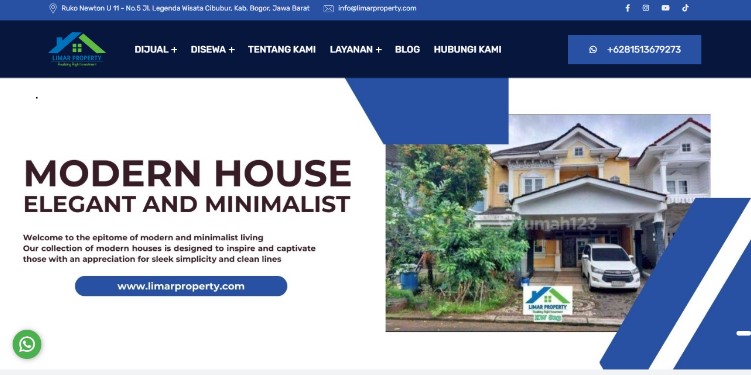 Ruko Newton U 11 - No.5 Jl. Legenda Wisata Cibubur, Kab. Bogor, Jawa Barat
info@limarproperty.com
LIMAR PROPERTY
DIJUAL +
DISEWA +
TENTANG KAMI
LAYANAN +
BLOG
HUBUNGI KAMI
+6281513679273
MODERN HOUSE
ELEGANT AND MINIMALIST
Welcome to the epitome of modern and minimalist living
Our collection of modern houses is designed to inspire and captivate
those with an appreciation for sleek simplicity and clean lines
www.limarproperty.com
rumah123
LIMAR PROPERTY